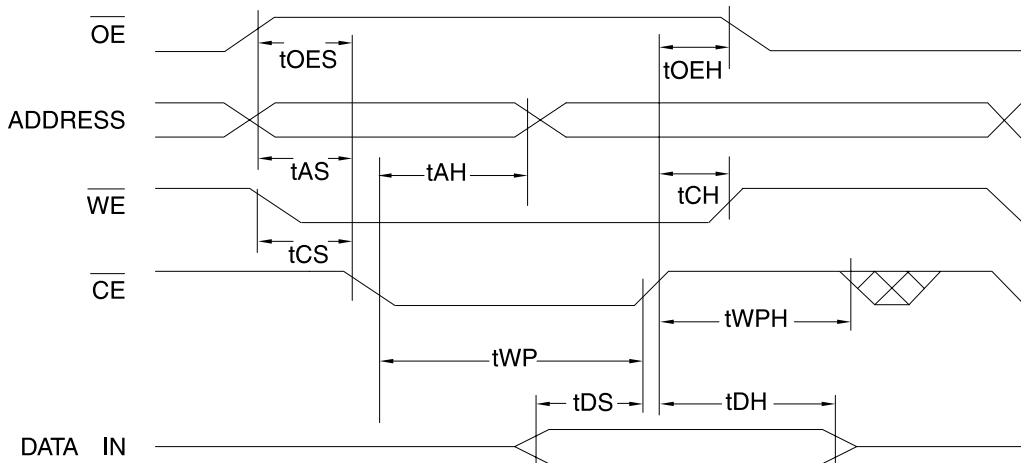 OE
tOES
tOEH
ADDRESS
tAS
tAH
tCH
WE
tCS
CE
tWPH
tWP
tDS
tDH
DATA IN